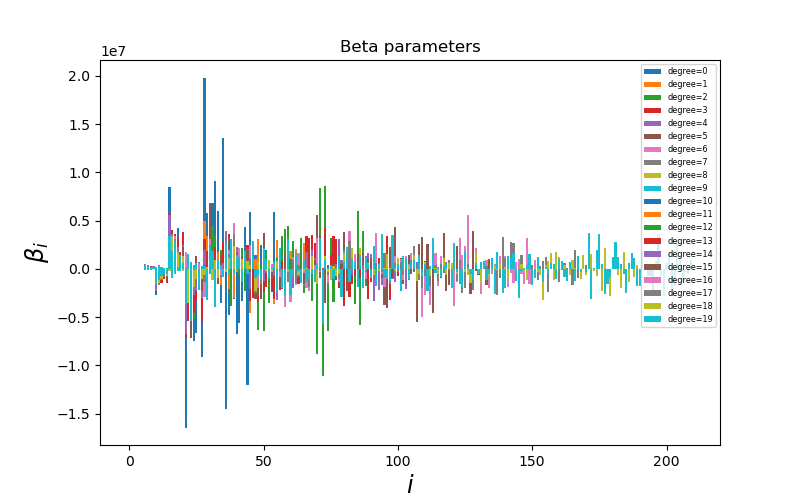 Beta parameters
1e7
2.0
1.5
1.0
0.5
0.0
−0.5
−1.0
−1.5
β_i
0 50 100 150 200
i
degree=0
degree=1
degree=2
degree=3
degree=4
degree=5
degree=6
degree=7
degree=8
degree=9
degree=10
degree=11
degree=12
degree=13
degree=14
degree=15
degree=16
degree=17
degree=18
degree=19